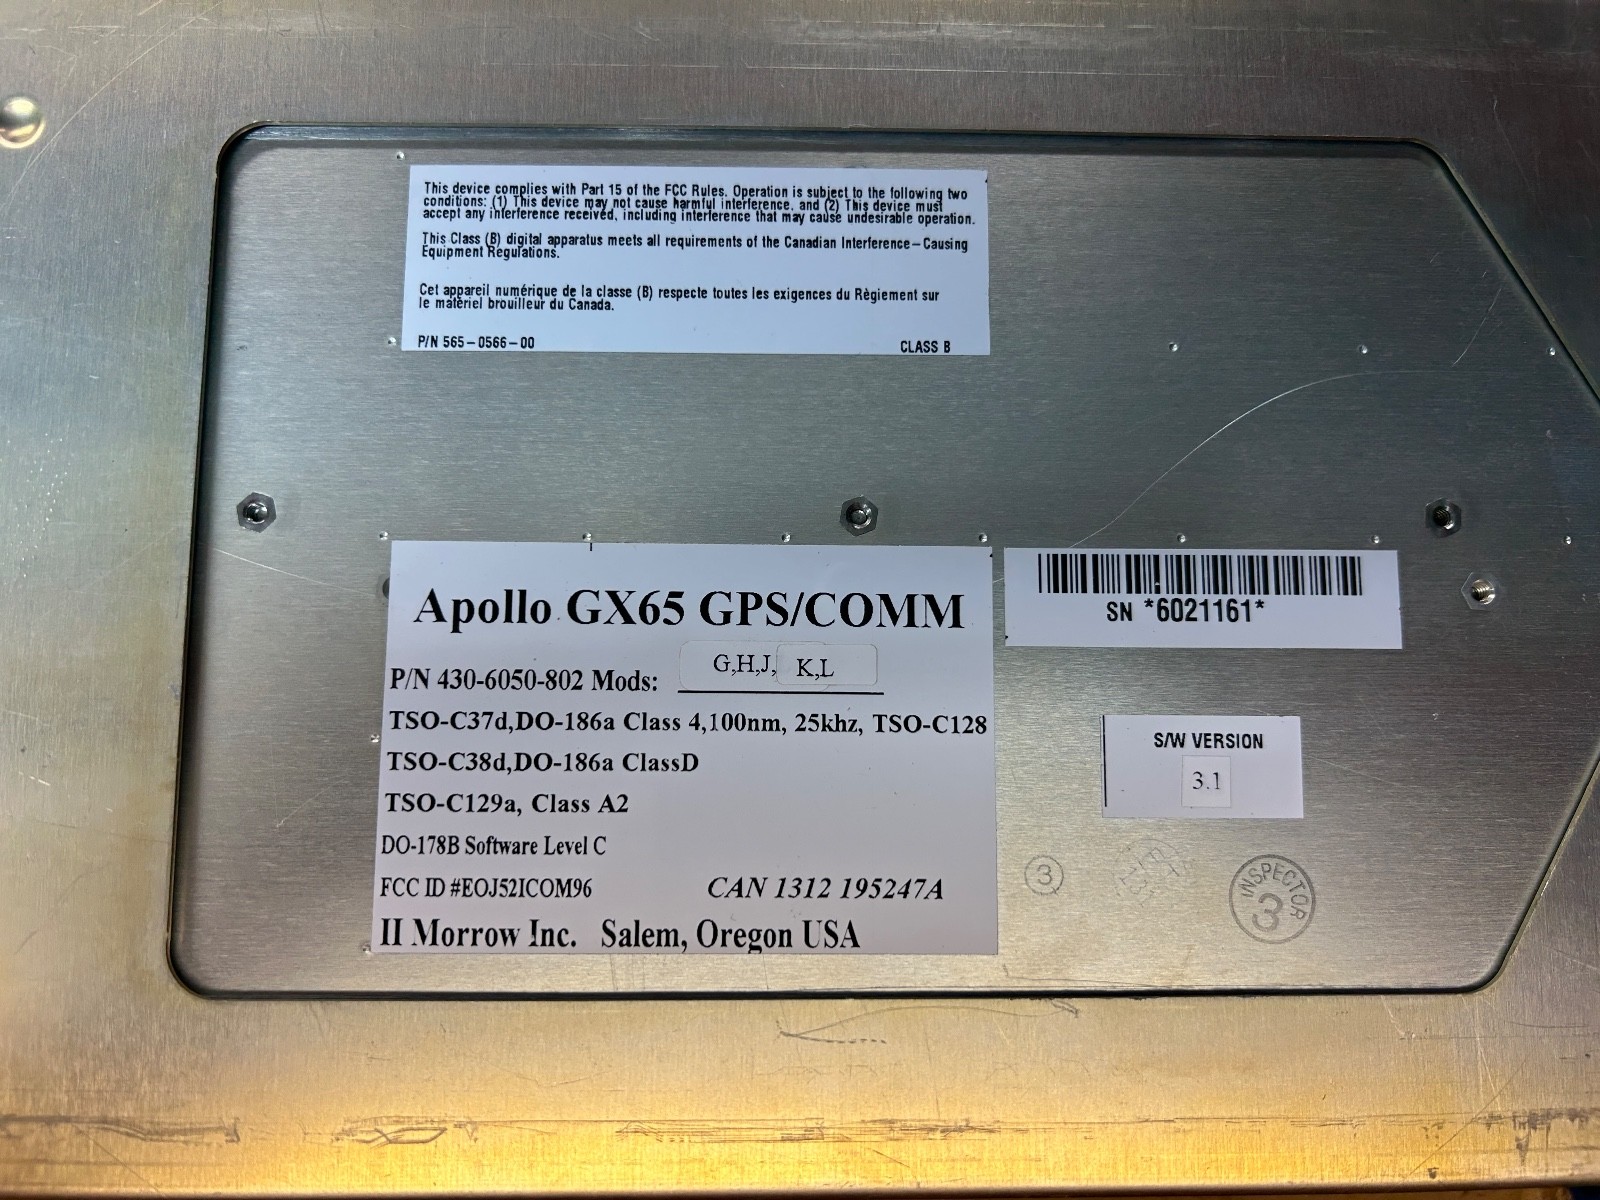 This device complies with Part 15 of the FCC Rules. Operation is subject to the following two
conditions: (1) This device may not cause harmful interference, and (2) This device must
accept any interference received, including interference that may cause undesirable operation.
This Class (B) digital apparatus meets all requirements of the Canadian Interference-Causing
Equipment Regulations.
Cet appareil numérique de la classe (B) respecte toutes les exigences du Règiement sur
le matèriel brouilleur du Canada.
P/N 565-0566-00 CLASS B
Apollo GX65 GPS/COMM
P/N 430-6050-802 Mods: G,H,J, K,L
TSO-C37d,DO-186a Class 4,100nm, 25khz, TSO-C128
TSO-C38d,DO-186a ClassD
TSO-C129a, Class A2
DO-178B Software Level C
FCC ID #EOJ52ICOM96 CAN 1312 195247A
II Morrow Inc. Salem, Oregon USA
SN *6021161*
S/W VERSION
3.1
3
INSPECTOR
3